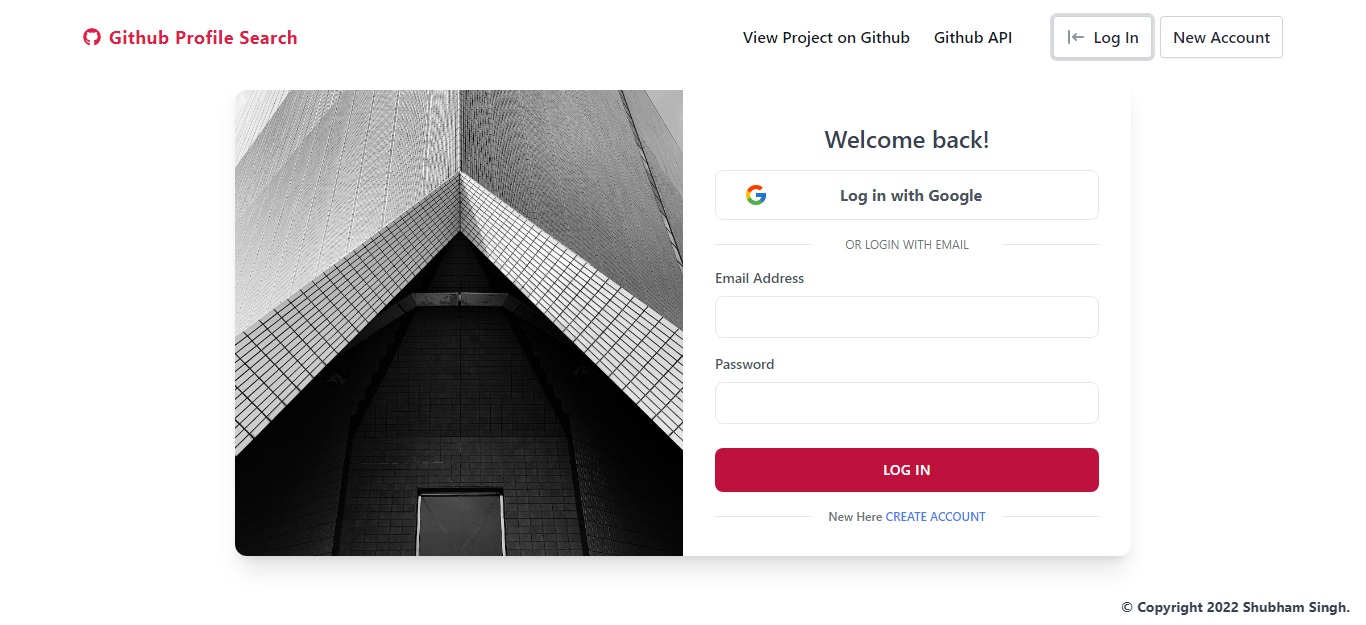 Github Profile Search
View Project on Github
Github API
Log In
New Account
Welcome back!
Log in with Google
OR LOGIN WITH EMAIL
Email Address
Password
LOG IN
New Here CREATE ACCOUNT
© Copyright 2022 Shubham Singh.